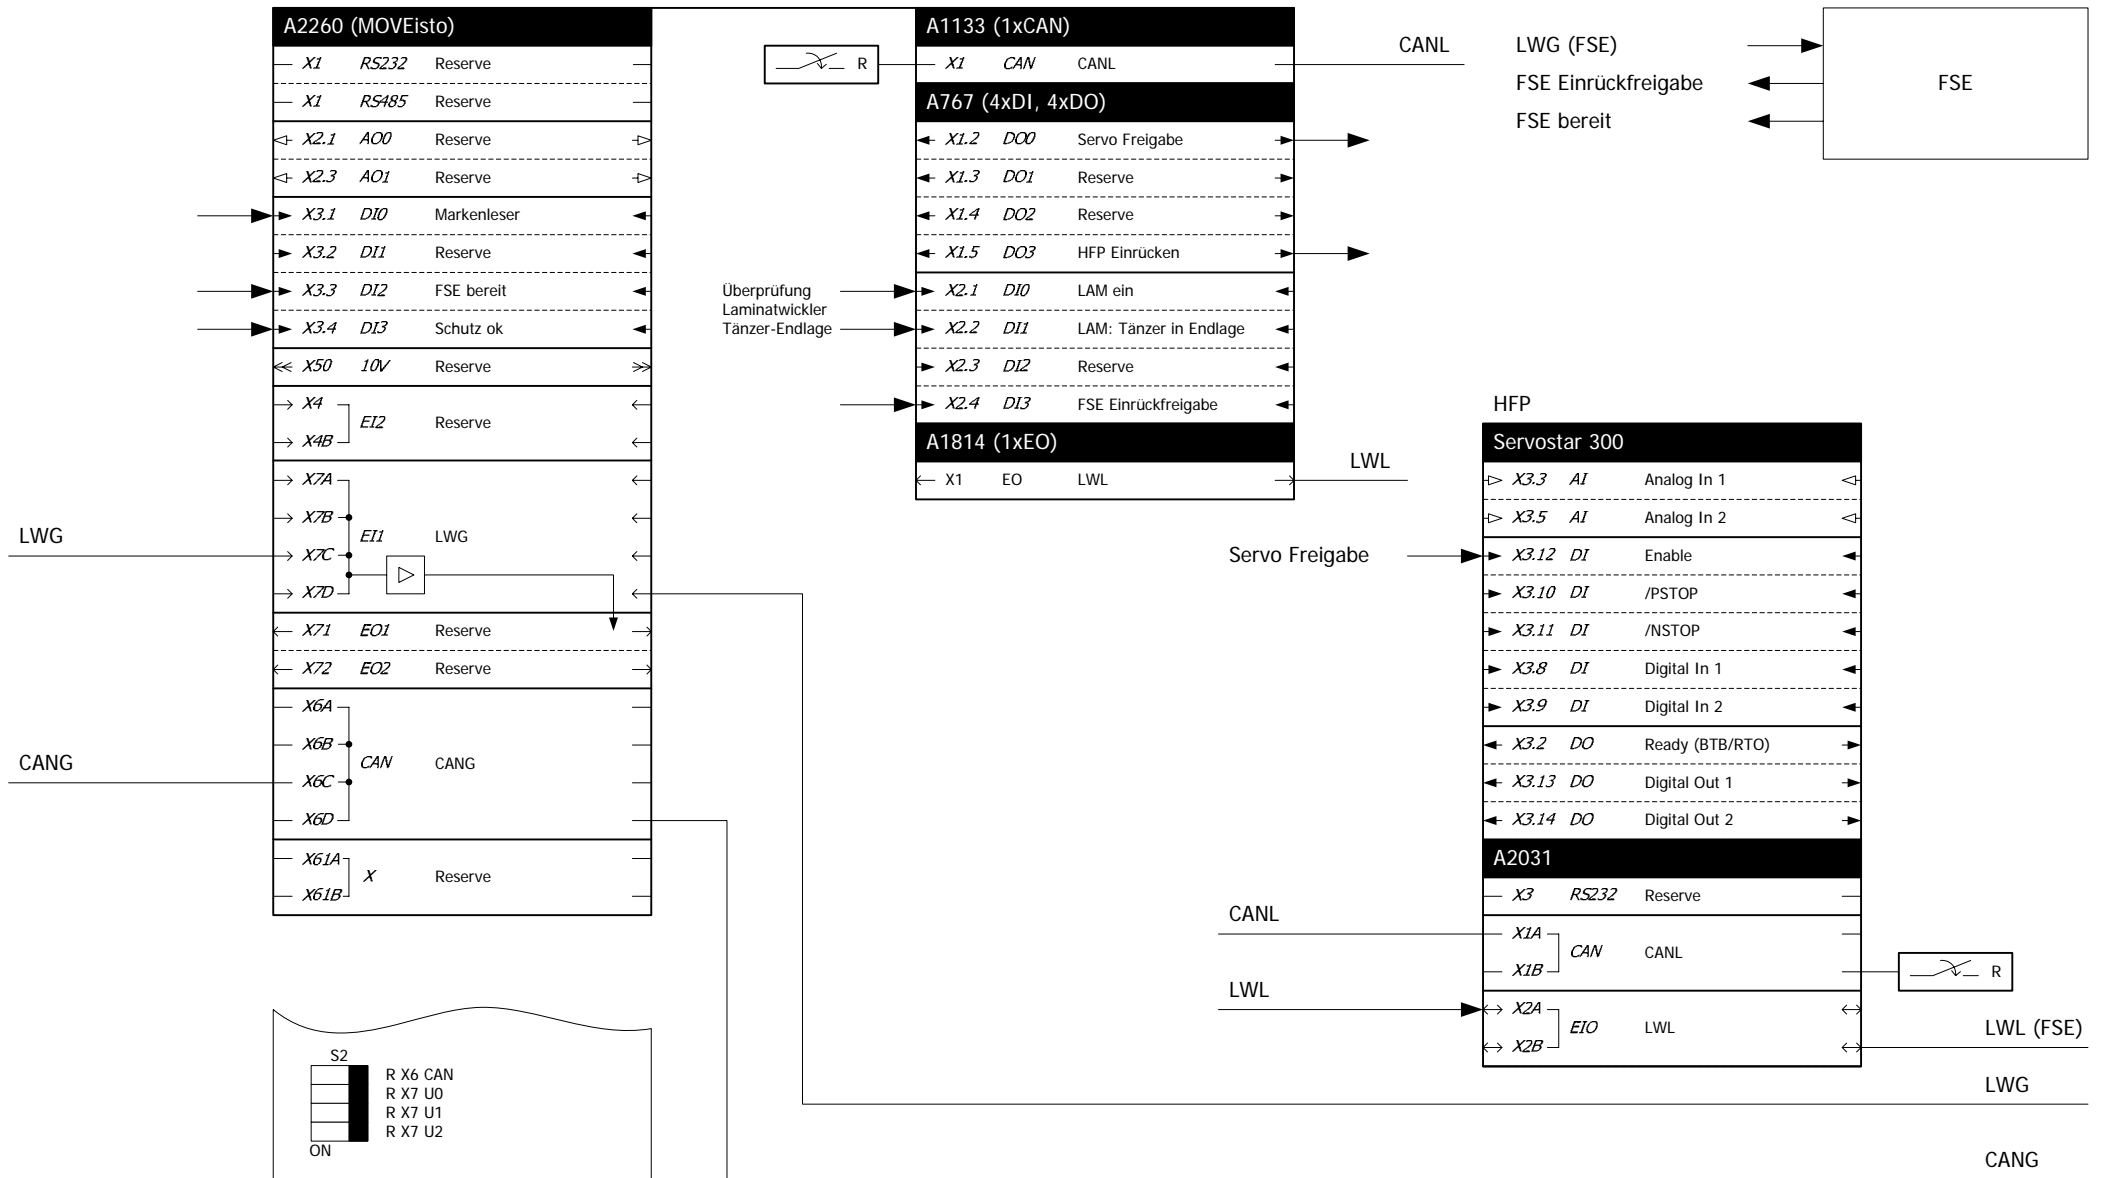 A2260 (MOVEisto)
X1 RS232 Reserve
X1 RS485 Reserve
X2.1 AO0 Reserve
X2.3 AO1 Reserve
X3.1 DI0 Markenleser
X3.2 DI1 Reserve
X3.3 DI2 FSE bereit
X3.4 DI3 Schutz ok
X50 10V Reserve
X4
EI2 Reserve
X4B
X7A
X7B
LWG
EI1 LWG
X7C
X7D
X71 EO1 Reserve
X72 EO2 Reserve
X6A
X6B
CANG
CAN CANG
X6C
X6D
X61A
X Reserve
X61B
S2
R X6 CAN
R X7 U0
R X7 U1
R X7 U2
ON
A1133 (1xCAN)
R
X1 CAN CANL
CANL
A767 (4xDI, 4xDO)
X1.2 DO0 Servo Freigabe
X1.3 DO1 Reserve
X1.4 DO2 Reserve
X1.5 DO3 HFP Einrücken
Überprüfung
Laminatwickler
Tänzer-Endlage
X2.1 DI0 LAM ein
X2.2 DI1 LAM: Tänzer in Endlage
X2.3 DI2 Reserve
X2.4 DI3 FSE Einrückfreigabe
A1814 (1xEO)
X1 EO LWL
LWL
LWG (FSE)
FSE Einrückfreigabe
FSE bereit
FSE
HFP
Servostar 300
X3.3 AI Analog In 1
X3.5 AI Analog In 2
Servo Freigabe
X3.12 DI Enable
X3.10 DI /PSTOP
X3.11 DI /NSTOP
X3.8 DI Digital In 1
X3.9 DI Digital In 2
X3.2 DO Ready (BTB/RTO)
X3.13 DO Digital Out 1
X3.14 DO Digital Out 2
A2031
X3 RS232 Reserve
CANL
X1A
CAN CANL
X1B
R
LWL
X2A
EIO LWL
X2B
LWL (FSE)
LWG
CANG